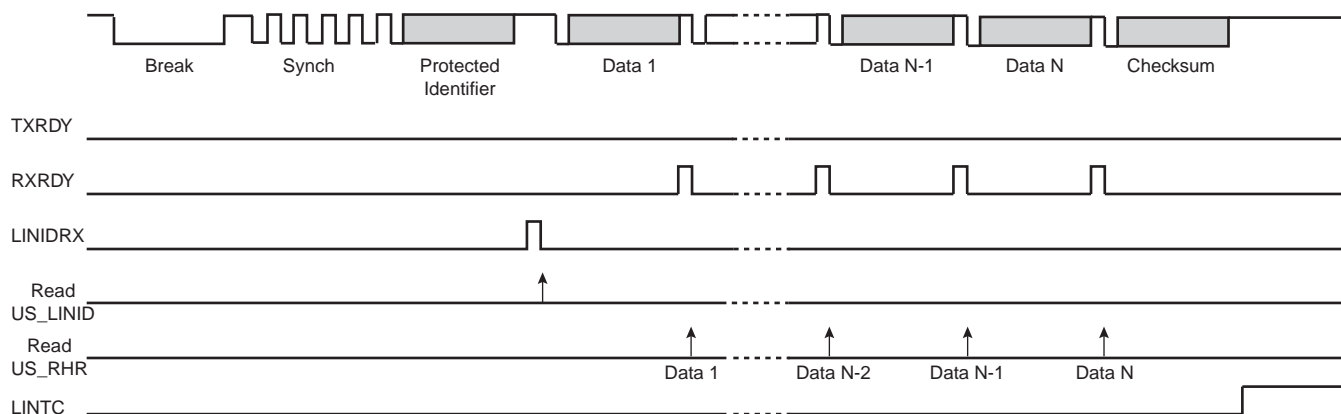 Break Synch Protected Identifier Data 1 Data N-1 Data N Checksum
TXRDY
RXRDY
LINIDRX
Read
US_LINID
Read
US_RHR
Data 1 Data N-2 Data N-1 Data N
LINTC